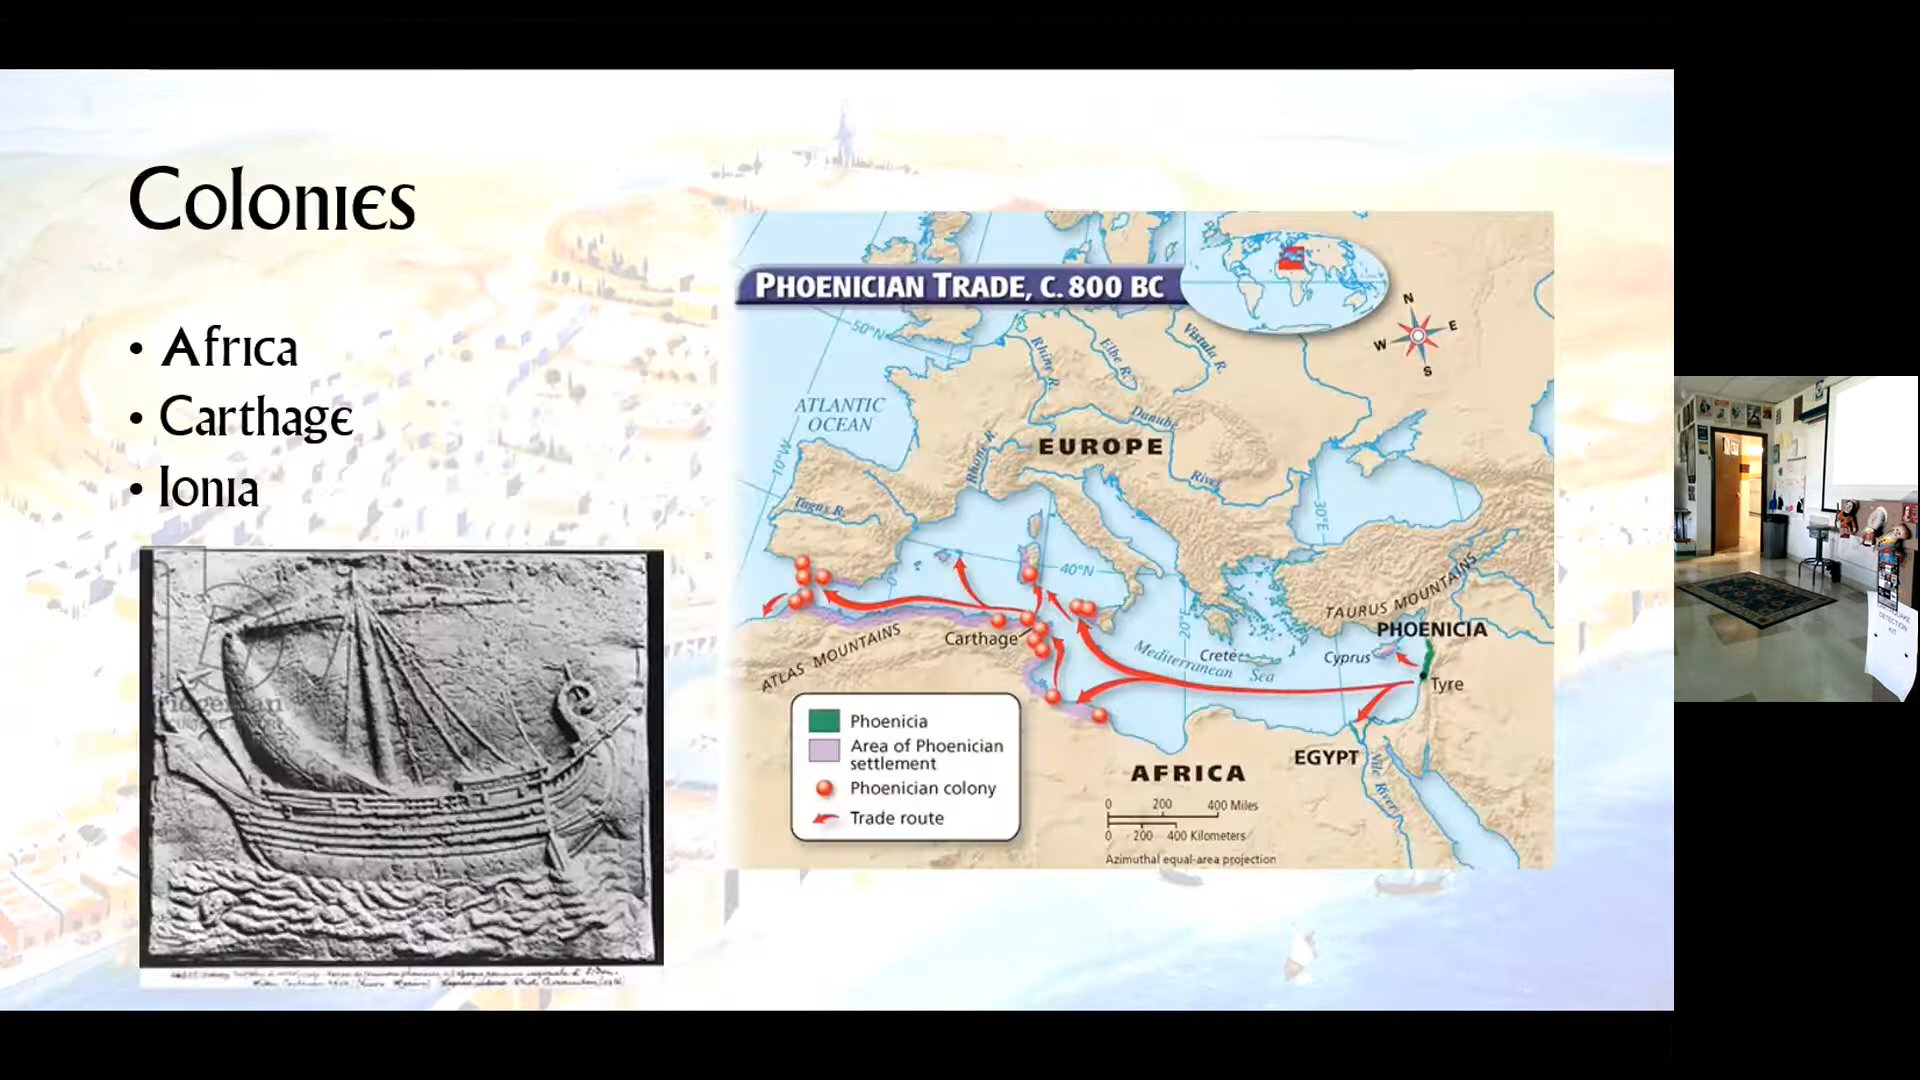 Colonies
• Africa
• Carthage
• Ionia
PHOENICIAN TRADE, C. 800 BC
N
W
E
S
50°N
10°W
ATLANTIC
OCEAN
Rhine R.
Elbe R.
Vistula R.
Danube
River
Rhone R.
Tagus R.
EUROPE
30°E
40°N
20°E
TAURUS MOUNTAINS
PHOENICIA
ATLAS MOUNTAINS
Carthage
Crete
Cyprus
Mediterranean
Sea
Tyre
EGYPT
Nile River
AFRICA
Phoenicia
Area of Phoenician
settlement
Phoenician colony
Trade route
0 200 400 Miles
0 200 400 Kilometers
Azimuthal equal-area projection
DETECTION
KIT